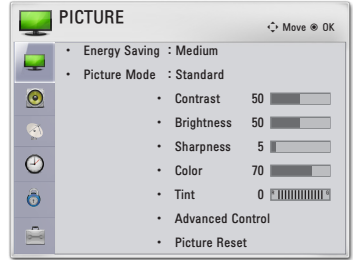 PICTURE
Move ⦿ OK
• Energy Saving : Medium
• Picture Mode : Standard
• Contrast 50
• Brightness 50
• Sharpness 5
• Color 70
• Tint 0
• Advanced Control
• Picture Reset